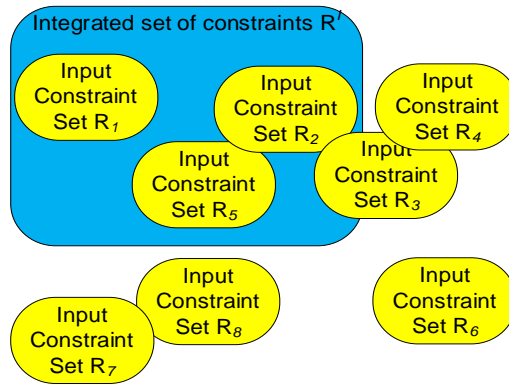 Integrated set of constraints R^I
Input
Constraint
Set R1
Input
Constraint
Set R2
Input
Constraint
Set R4
Input
Constraint
Set R5
Input
Constraint
Set R3
Input
Constraint
Set R8
Input
Constraint
Set R6
Input
Constraint
Set R7